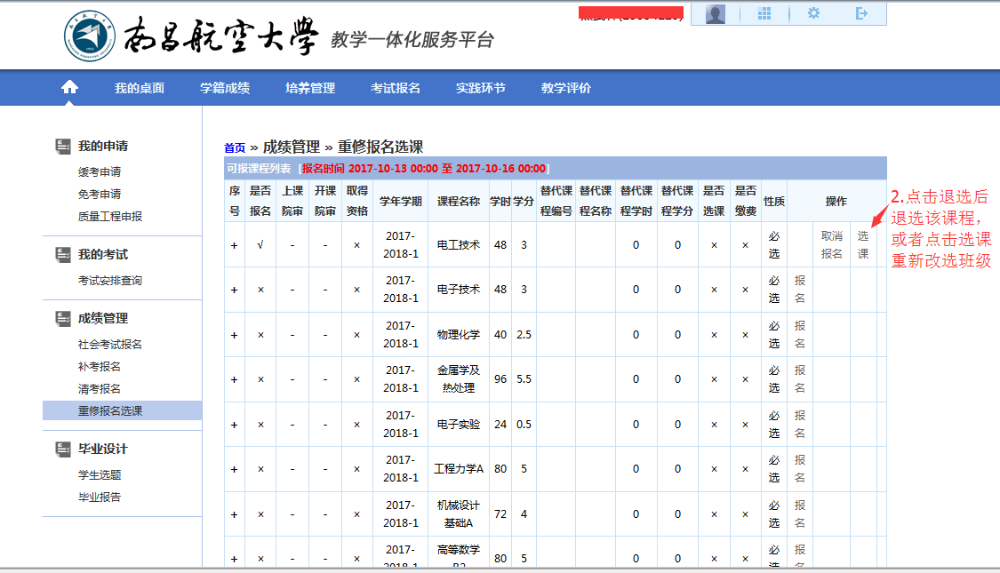 南昌航空大学 教学一体化服务平台
我的桌面 学籍成绩 培养管理 考试报名 实践环节 教学评价
我的申请
缓考申请
免考申请
质量工程申报
我的考试
考试安排查询
成绩管理
社会考试报名
补考报名
清考报名
重修报名选课
毕业设计
学生选题
毕业报告
首页 » 成绩管理 » 重修报名选课
可报课程列表 [报名时间 2017-10-13 00:00 至 2017-10-16 00:00]
序 是否 上课 开课 取得 学年学期 课程名称 学时 学分 替代课 替代课 替代课 替代课 是否 是否 性质 操作
号 报名 院审 院审 资格 程编号 程名称 程学时 程学分 选课 缴费
+ √ - - × 2017- 电工技术 48 3 0 0 × × 必 取消 选
2018-1 选 报名 课
+ × - - × 2017- 电子技术 48 3 0 0 × × 必 报
2018-1 选 名
+ × - - × 2017- 物理化学 40 2.5 0 0 × × 必 报
2018-1 选 名
+ × - - × 2017- 金属学及 96 5.5 0 0 × × 必 报
2018-1 热处理 选 名
+ × - - × 2017- 电子实验 24 0.5 0 0 × × 必 报
2018-1 选 名
+ × - - × 2017- 工程力学A 80 5 0 0 × × 必 报
2018-1 选 名
+ × - - × 2017- 机械设计 72 4 0 0 × × 必 报
2018-1 基础A 选 名
+ × - - × 2017- 高等数学 80 5 0 0 × × 必 报
2.点击退选后
退选该课程，
或者点击选课
重新改选班级